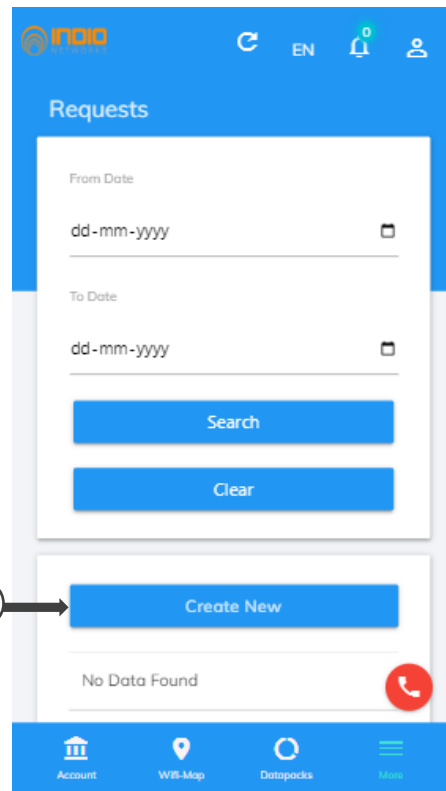 INDIO
NETWORKS
EN
0
Requests
From Date
dd-mm-yyyy
To Date
dd-mm-yyyy
Search
Clear
Create New
No Data Found
Account Wifi-Map Datapacks More